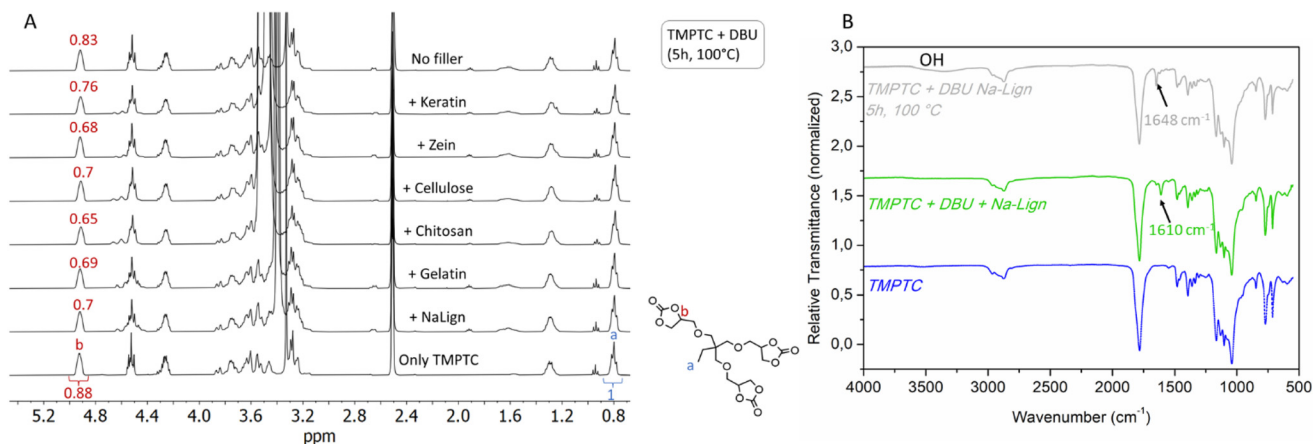 A
0.83
No filler
0.76
+ Keratin
0.68
+ Zein
0.7
+ Cellulose
0.65
+ Chitosan
0.69
+ Gelatin
0.7
+ NaLign
a
b
Only TMPTC
0.88
1
5.2 4.8 4.4 4.0 3.6 3.2 2.8 2.4 2.0 1.6 1.2 0.8
ppm
TMPTC + DBU
(5h, 100°C)
O
O
b
O
O
O
O
O
O
a
O
O
O
O
B
3,0
2,5
2,0
1,5
1,0
0,5
0,0
Relative Transmittance (normalized)
OH
TMPTC + DBU Na-Lign
5h, 100 °C
1648 cm⁻¹
TMPTC + DBU + Na-Lign
1610 cm⁻¹
TMPTC
4000 3500 3000 2500 2000 1500 1000 500
Wavenumber (cm⁻¹)